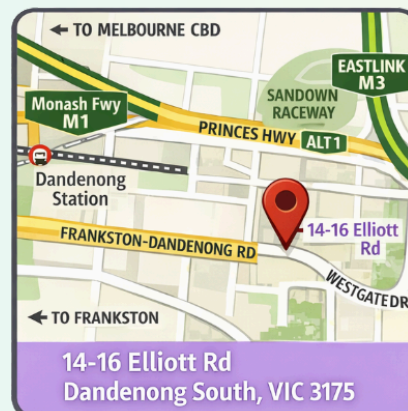 ← TO MELBOURNE CBD
EASTLINK
M3
Monash Fwy
M1
SANDOWN
RACEWAY
PRINCES HWY ALT1
Dandenong
Station
14-16 Elliott
Rd
FRANKSTON-DANDENONG RD
WESTGATE DR
← TO FRANKSTON
14-16 Elliott Rd
Dandenong South, VIC 3175